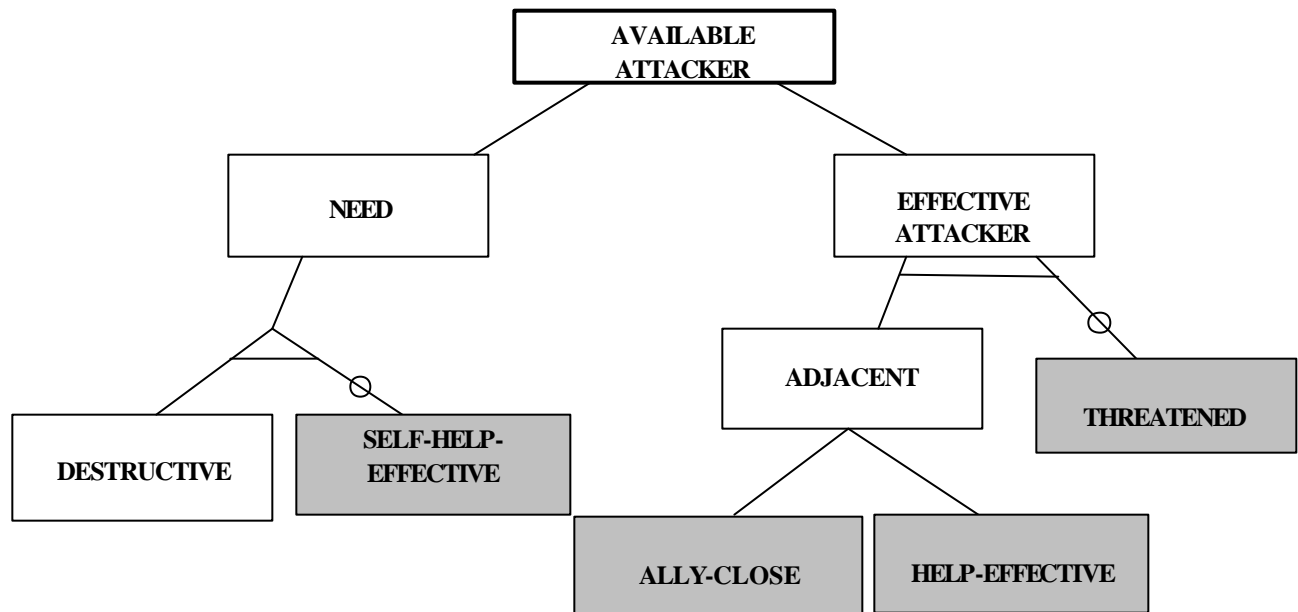 AVAILABLE
ATTACKER
NEED
EFFECTIVE
ATTACKER
ADJACENT
THREATENED
DESTRUCTIVE
SELF-HELP-
EFFECTIVE
ALLY-CLOSE
HELP-EFFECTIVE